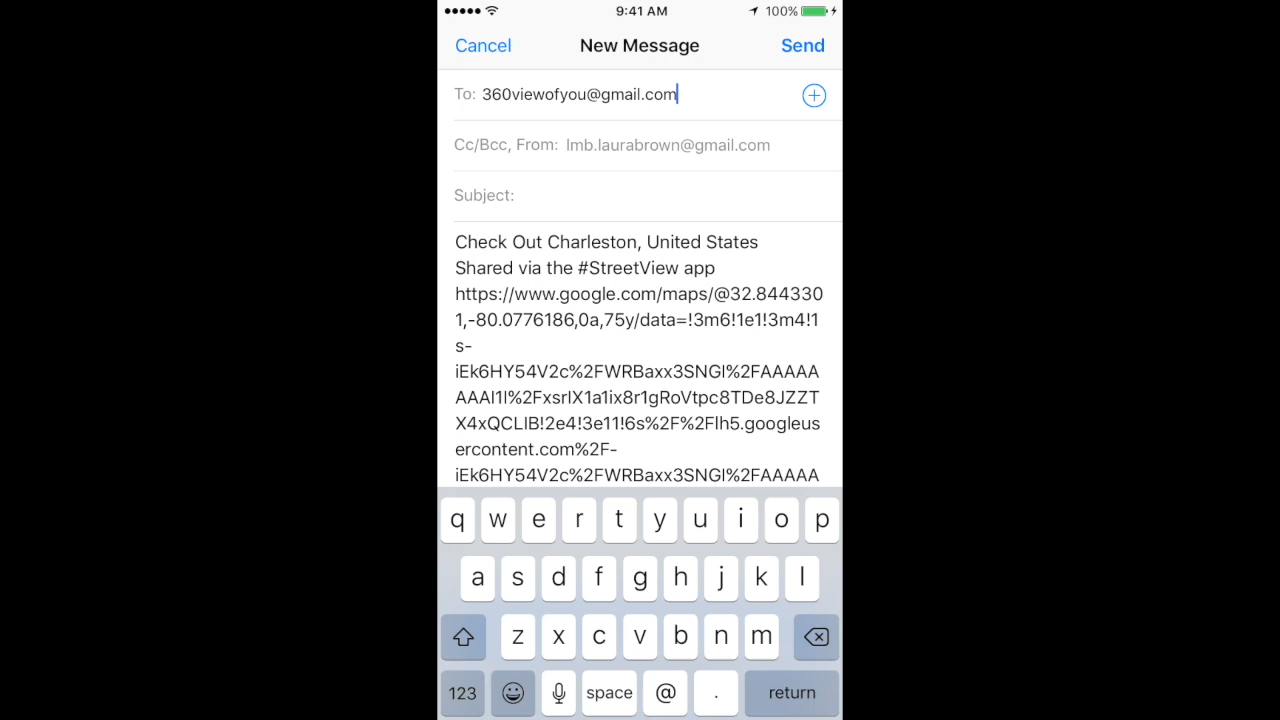 9:41 AM
100%
Cancel
New Message
Send
To: 360viewofyou@gmail.com
Cc/Bcc, From: lmb.laurabrown@gmail.com
Subject:
Check Out Charleston, United States
Shared via the #StreetView app
https://www.google.com/maps/@32.844330
1,-80.0776186,0a,75y/data=!3m6!1e1!3m4!1
s-
iEk6HY54V2c%2FWRBaxx3SNGI%2FAAAAA
AAAI1I%2FxsrIX1a1ix8r1gRoVtpc8TDe8JZZT
X4xQCLIB!2e4!3e11!6s%2F%2Flh5.googleus
ercontent.com%2F-
iEk6HY54V2c%2FWRBaxx3SNGI%2FAAAAA
q w e r t y u i o p
a s d f g h j k l
z x c v b n m
123 space @ . return